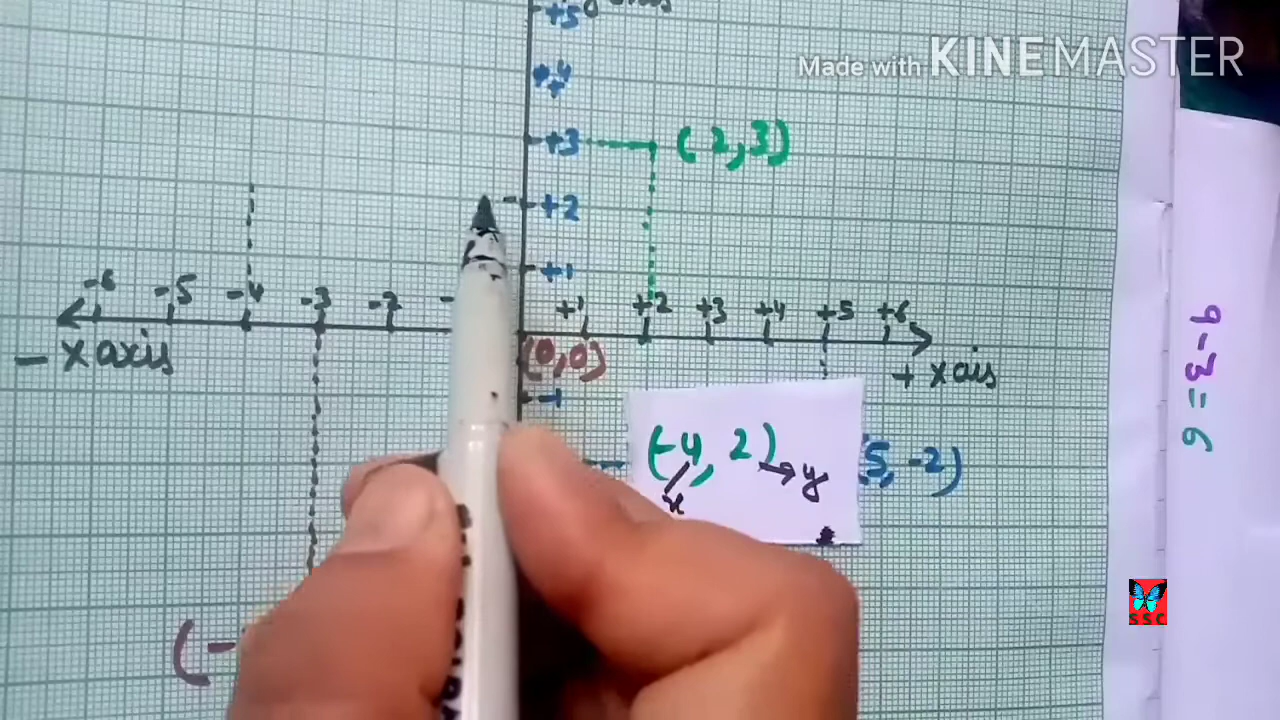 +5
Made with KINEMASTER
+4
+3
(2,3)
+2
+1
-6 -5 -4 -3 -2
+1 +2 +3 +4 +5 +6
- x axis
(0,0)
+ x ais
-1
(-4, 2)
x
y
5, -2)
(-
9-3=6
SSC